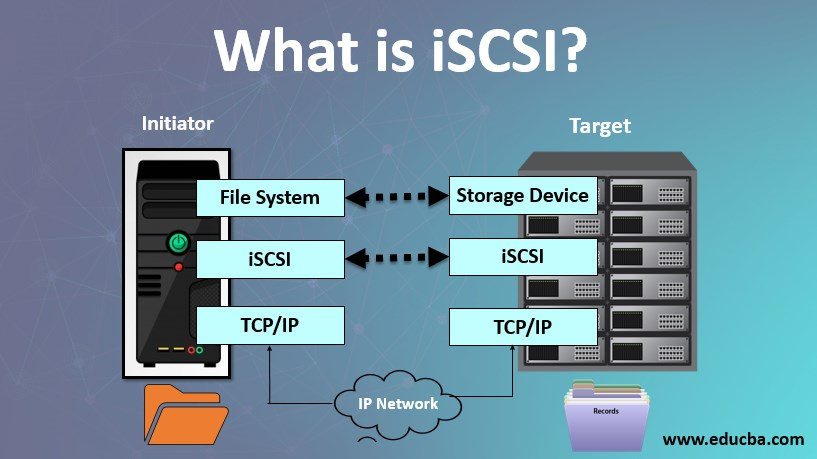 What is iSCSI?
Initiator
Target
File System
Storage Device
iSCSI
iSCSI
TCP/IP
TCP/IP
IP Network
Records
www.educba.com